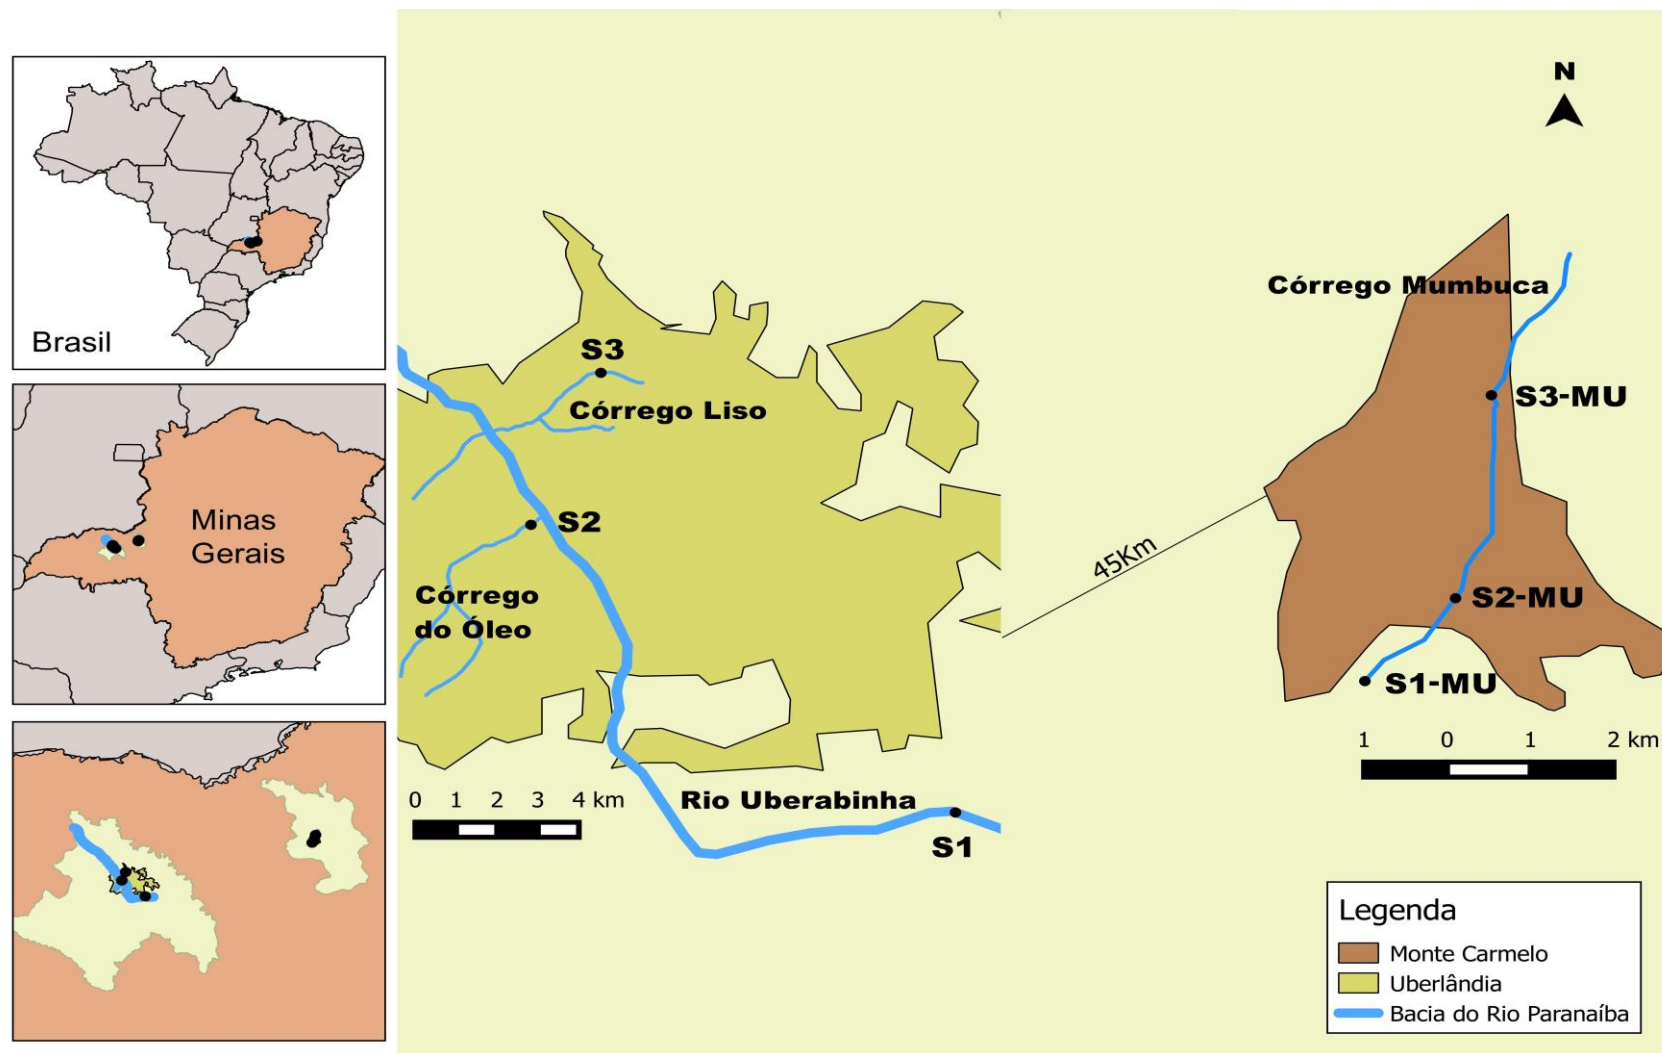 Brasil
Minas
Gerais
S3
Córrego Liso
S2
Córrego
do Óleo
0 1 2 3 4 km
Rio Uberabinha
S1
45Km
N
Córrego Mumbuca
S3-MU
S2-MU
S1-MU
1 0 1 2 km
Legenda
Monte Carmelo
Uberlândia
Bacia do Rio Paranaíba